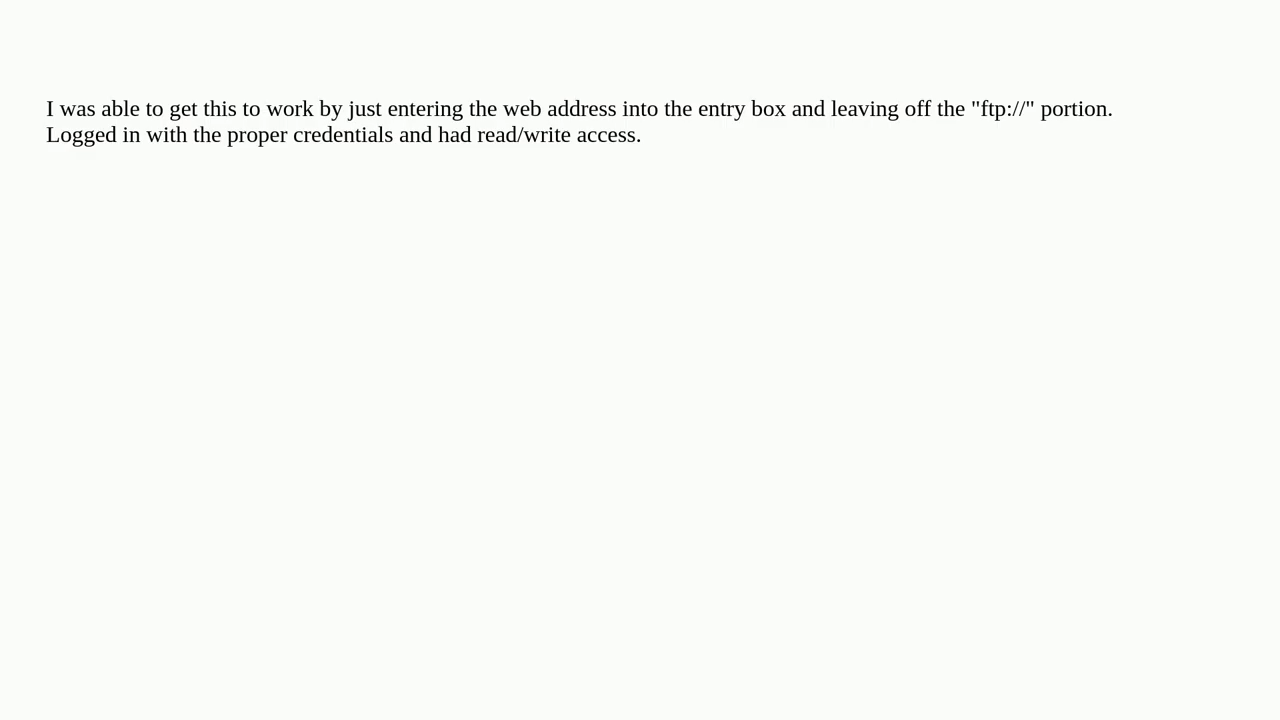 I was able to get this to work by just entering the web address into the entry box and leaving off the "ftp://" portion.
Logged in with the proper credentials and had read/write access.